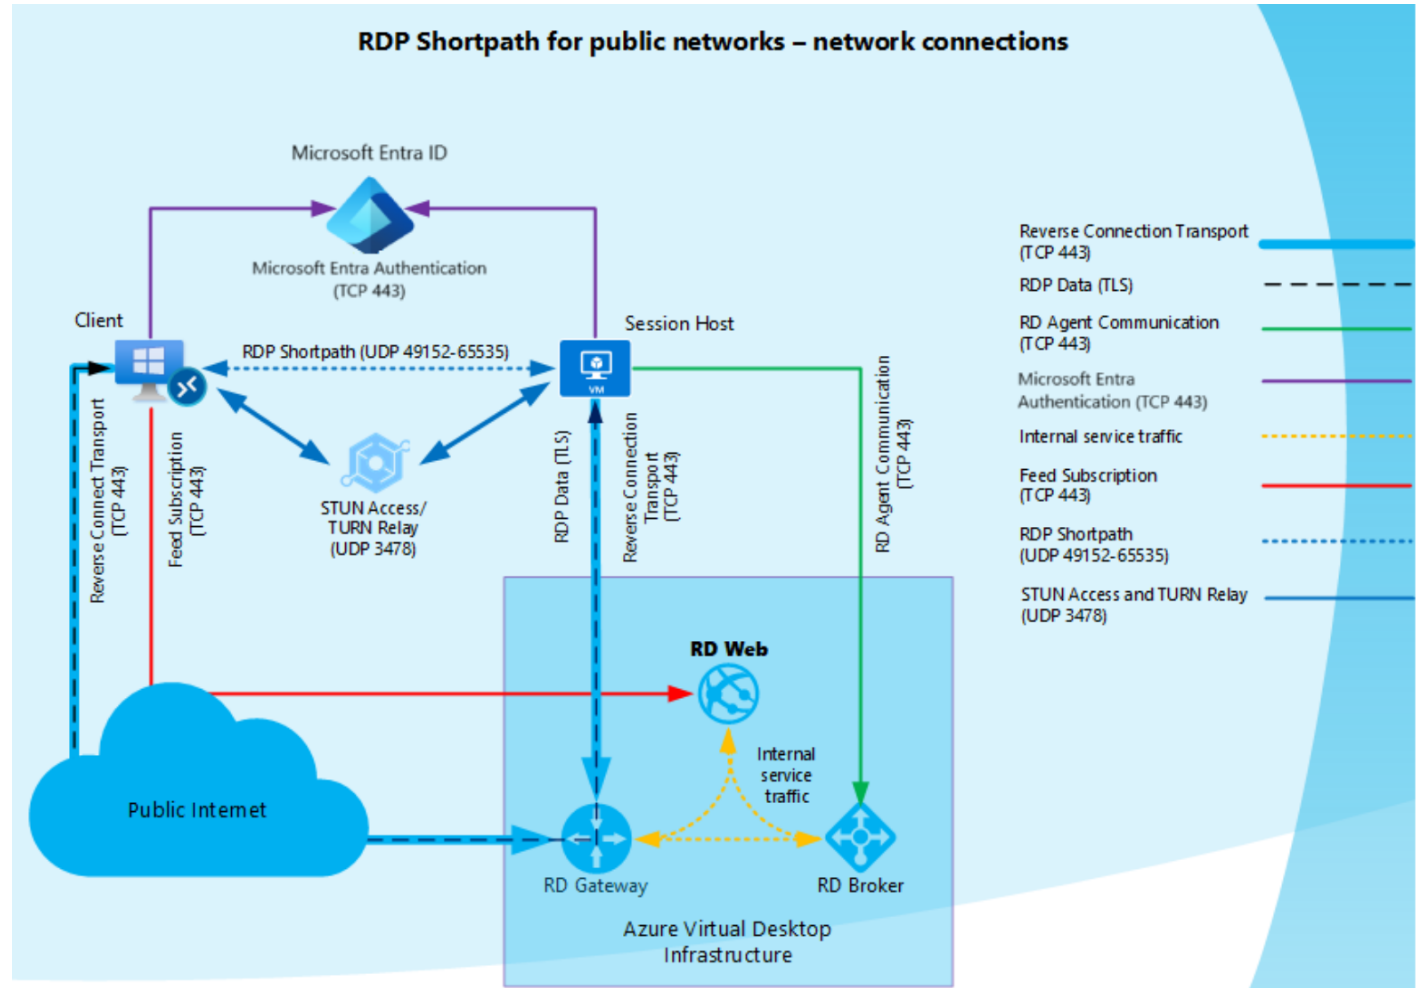 RDP Shortpath for public networks – network connections
Microsoft Entra ID
Microsoft Entra Authentication
(TCP 443)
Client
Session Host
RDP Shortpath (UDP 49152-65535)
VM
STUN Access/
TURN Relay
(UDP 3478)
Reverse Connect Transport
(TCP 443)
Feed Subscription
(TCP 443)
RDP Data (TLS)
Reverse Connection
Transport
(TCP 443)
RD Agent Communication
(TCP 443)
RD Web
Internal
service
traffic
Public Internet
RD Gateway
RD Broker
Azure Virtual Desktop
Infrastructure
Reverse Connection Transport
(TCP 443)
RDP Data (TLS)
RD Agent Communication
(TCP 443)
Microsoft Entra
Authentication (TCP 443)
Internal service traffic
Feed Subscription
(TCP 443)
RDP Shortpath
(UDP 49152-65535)
STUN Access and TURN Relay
(UDP 3478)